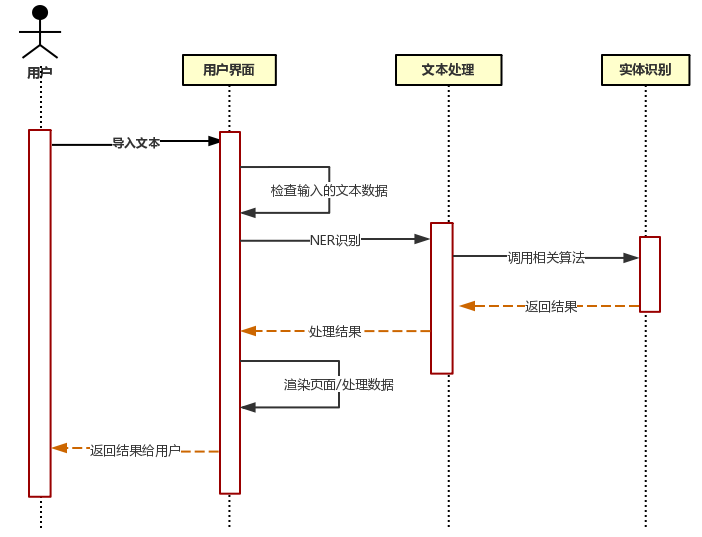 用户
用户界面
文本处理
实体识别
导入文本
检查输入的文本数据
NER识别
调用相关算法
返回结果
处理结果
渲染页面/处理数据
返回结果给用户